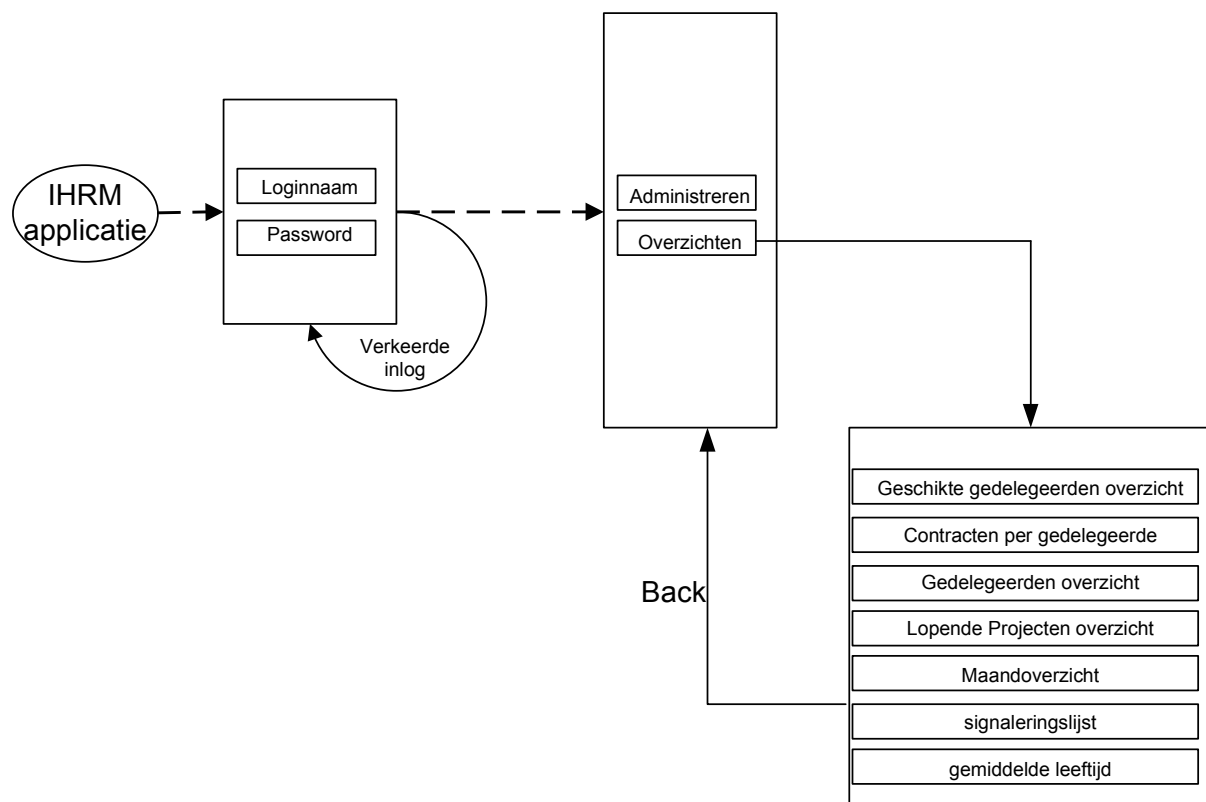 IHRM
applicatie
Loginnaam
Password
Verkeerde
inlog
Administreren
Overzichten
Back
Geschikte gedelegeerden overzicht
Contracten per gedelegeerde
Gedelegeerden overzicht
Lopende Projecten overzicht
Maandoverzicht
signaleringslijst
gemiddelde leeftijd